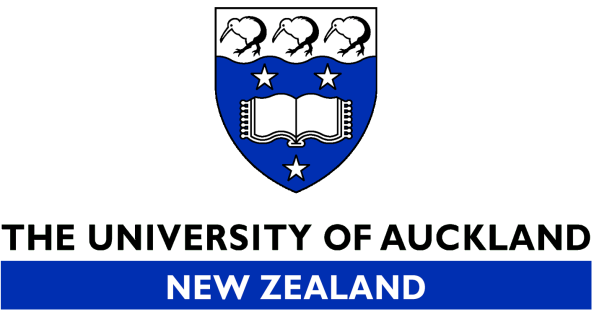 THE UNIVERSITY OF AUCKLAND
NEW ZEALAND